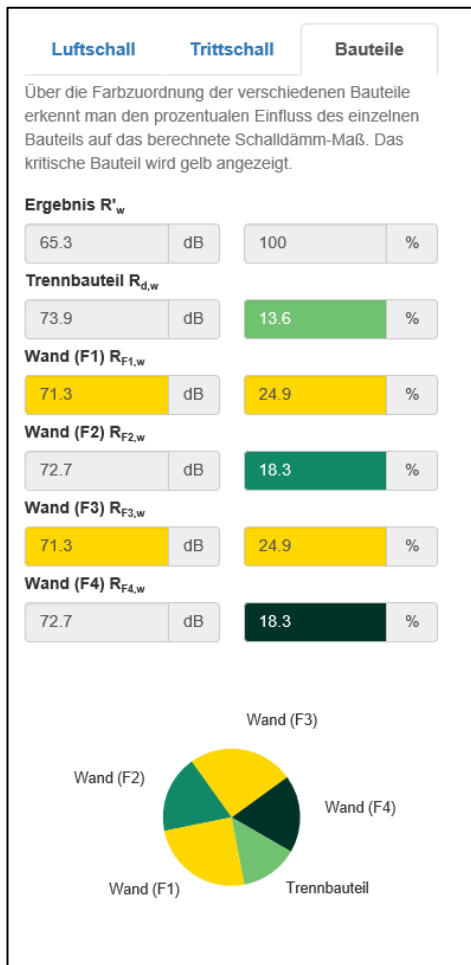 Luftschall Trittschall Bauteile
Über die Farbzuordnung der verschiedenen Bauteile
erkennt man den prozentualen Einfluss des einzelnen
Bauteils auf das berechnete Schalldämm-Maß. Das
kritische Bauteil wird gelb angezeigt.
Ergebnis R'w
65.3 dB 100 %
Trennbauteil Rd,w
73.9 dB 13.6 %
Wand (F1) RF1,w
71.3 dB 24.9 %
Wand (F2) RF2,w
72.7 dB 18.3 %
Wand (F3) RF3,w
71.3 dB 24.9 %
Wand (F4) RF4,w
72.7 dB 18.3 %
Wand (F3)
Wand (F2)
Wand (F4)
Wand (F1)
Trennbauteil